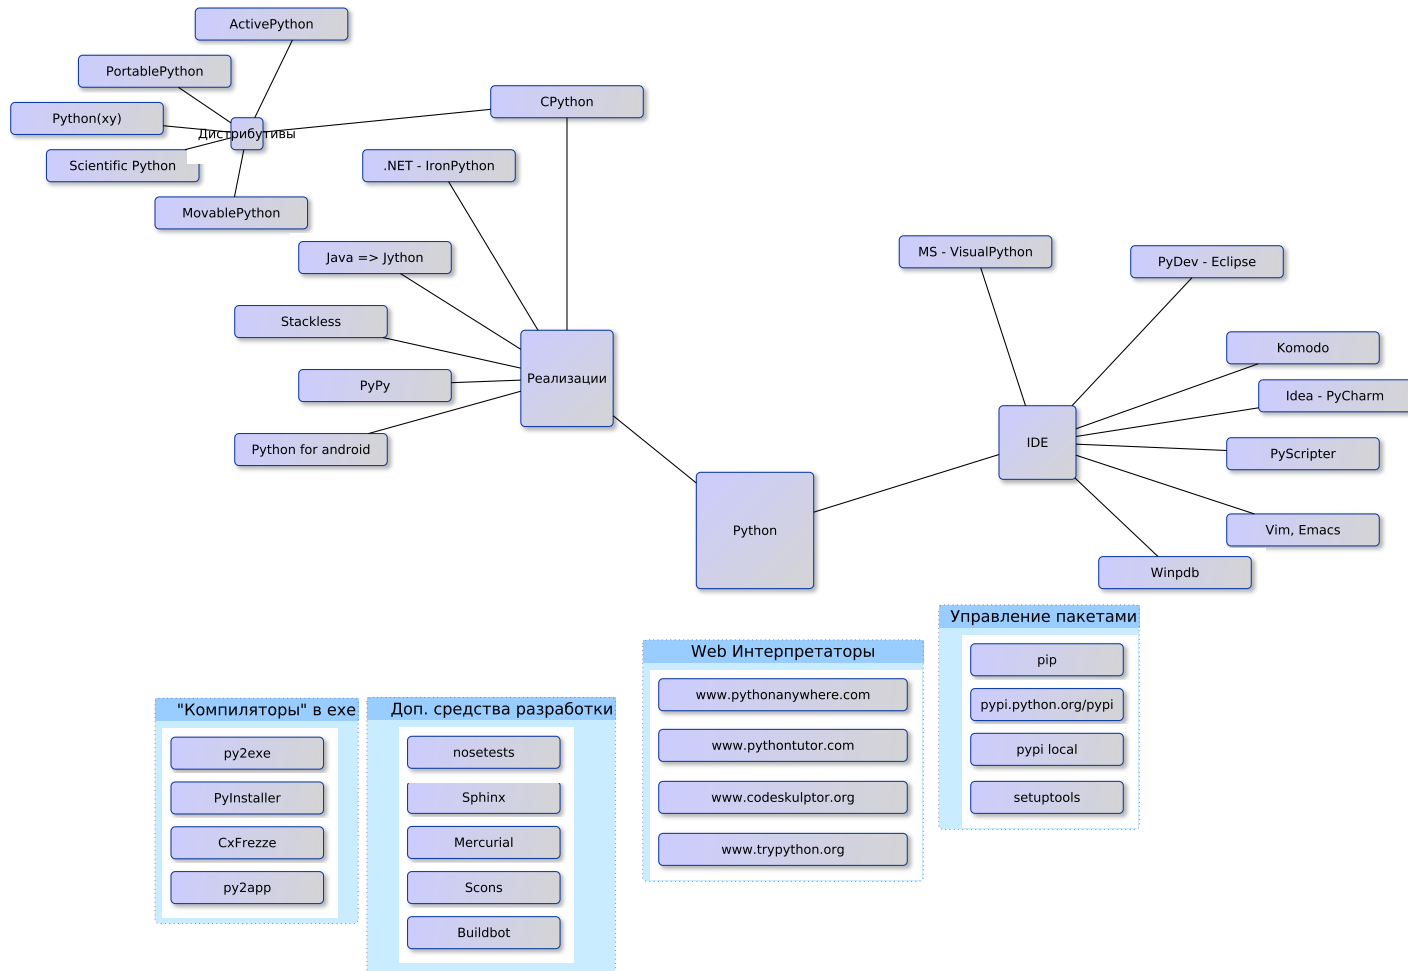 ActivePython
PortablePython
Python(xy)
Дистрибутивы
CPython
Scientific Python
.NET - IronPython
MovablePython
Java => Jython
Stackless
PyPy
Python for android
Реализации
MS - VisualPython
PyDev - Eclipse
Komodo
Idea - PyCharm
IDE
PyScripter
Vim, Emacs
Winpdb
Python
"Компиляторы" в exe
py2exe
PyInstaller
CxFrezze
py2app
Доп. средства разработки
nosetests
Sphinx
Mercurial
Scons
Buildbot
Web Интерпретаторы
www.pythonanywhere.com
www.pythontutor.com
www.codeskulptor.org
www.trypython.org
Управление пакетами
pip
pypi.python.org/pypi
pypi local
setuptools